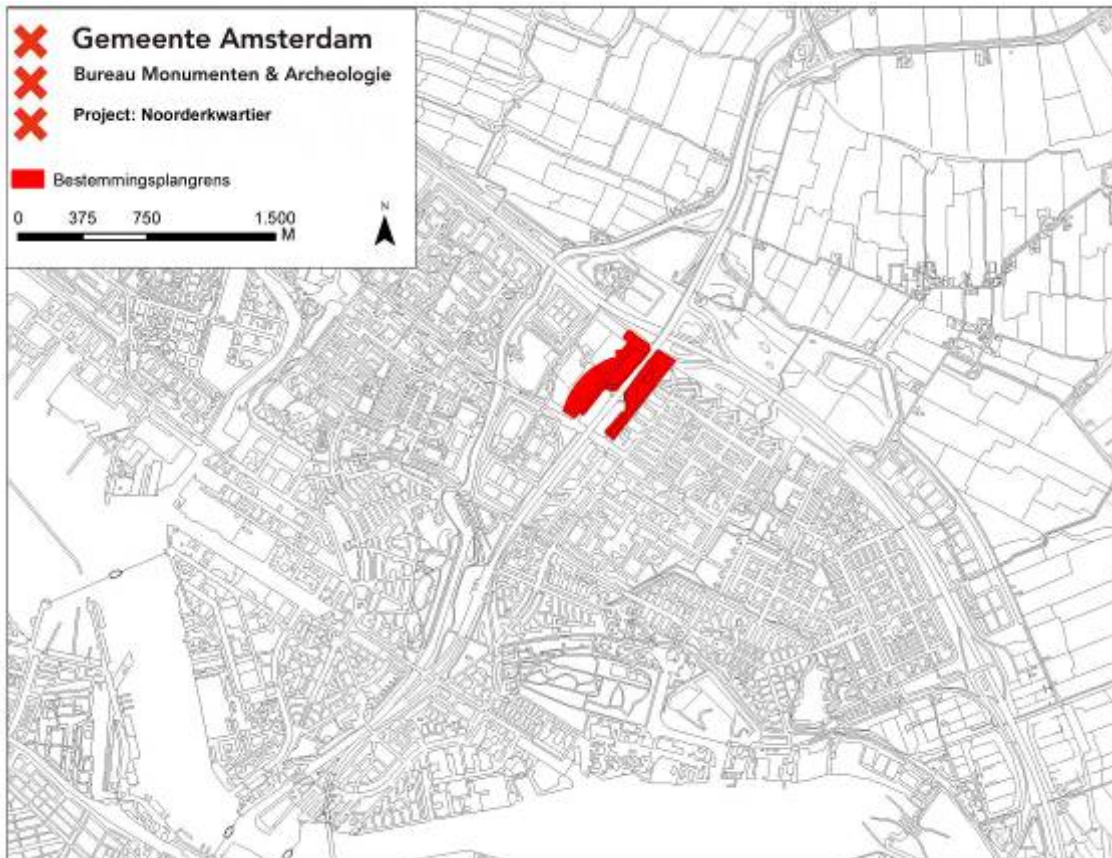 Gemeente Amsterdam
Bureau Monumenten & Archeologie
Project: Noorderkwartier
Bestemmingsplangrens
0 375 750 1.500
M
N